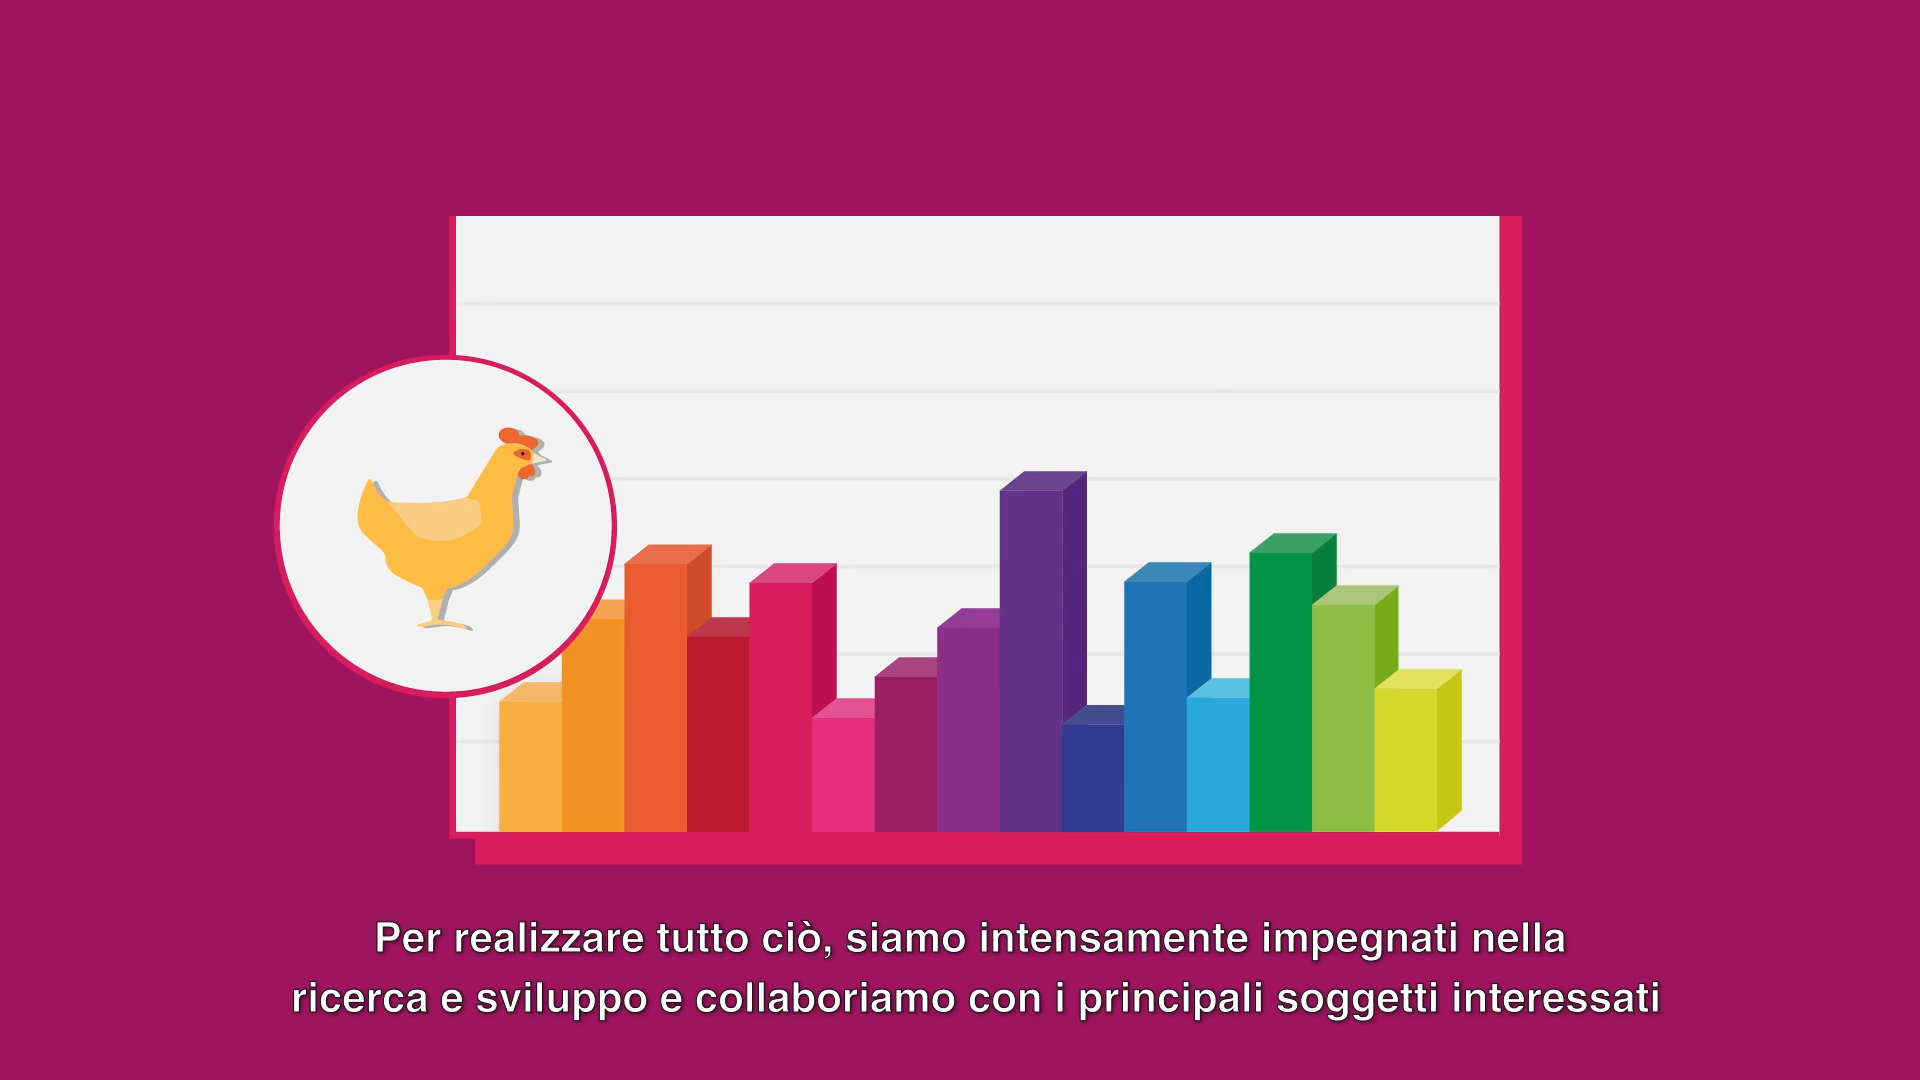 Per realizzare tutto ciò, siamo intensamente impegnati nella
ricerca e sviluppo e collaboriamo con i principali soggetti interessati